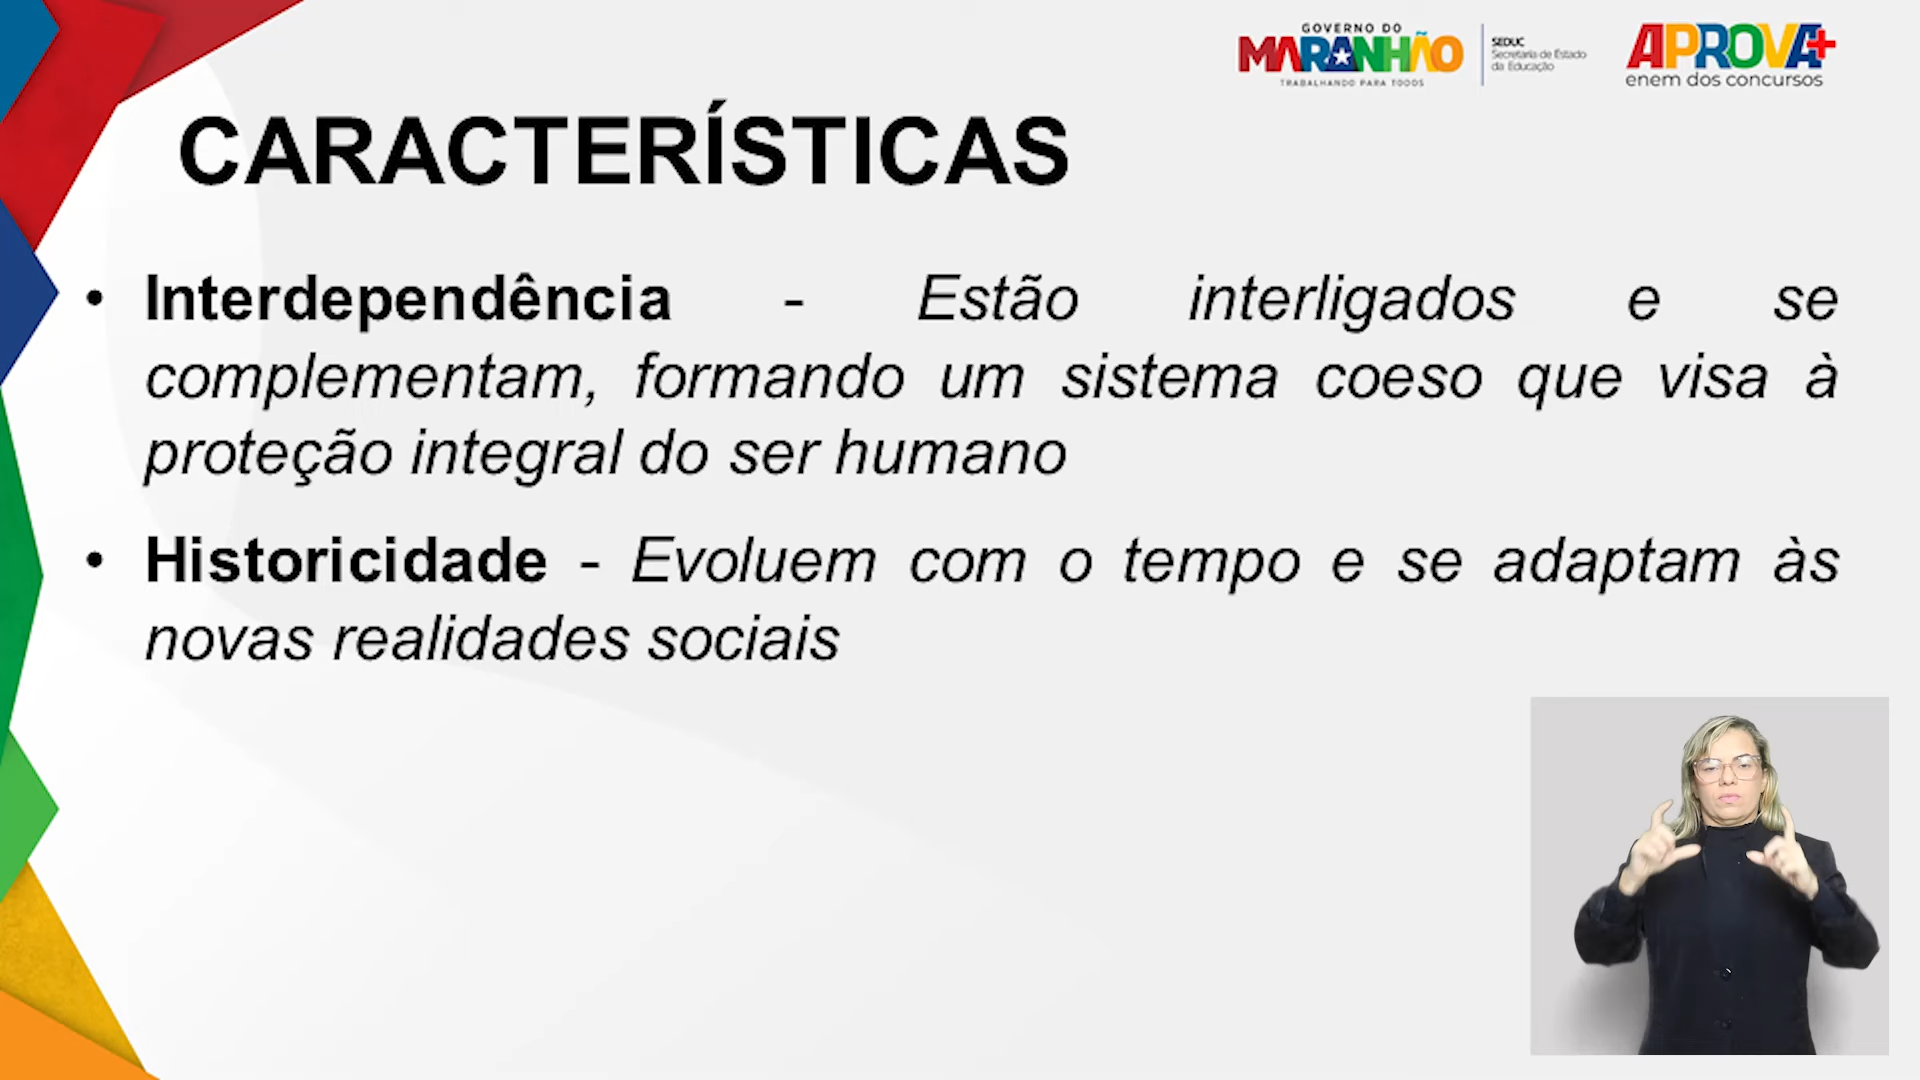 GOVERNO DO
MARANHÃO
TRABALHANDO PARA TODOS
SEDUC
Secretaria de Estado
da Educação
APROVA+
enem dos concursos
CARACTERÍSTICAS
• Interdependência - Estão interligados e se
complementam, formando um sistema coeso que visa à
proteção integral do ser humano
• Historicidade - Evoluem com o tempo e se adaptam às
novas realidades sociais